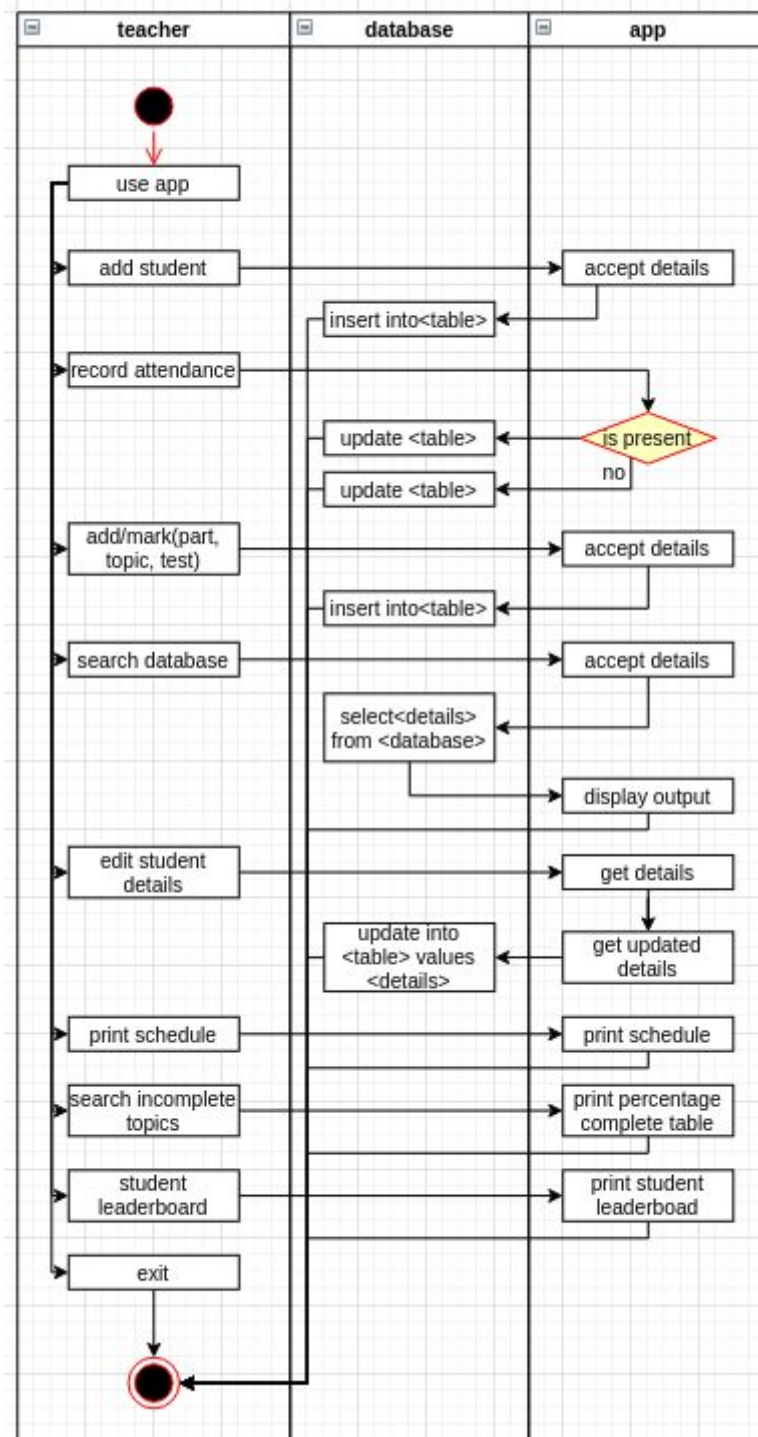 teacher
database
app
use app
add student
accept details
insert into<table>
record attendance
is present
update <table>
no
update <table>
add/mark(part,
topic, test)
accept details
insert into<table>
search database
accept details
select<details>
from <database>
display output
edit student
details
get details
update into
<table> values
<details>
get updated
details
print schedule
print schedule
search incomplete
topics
print percentage
complete table
student
leaderboard
print student
leaderboad
exit